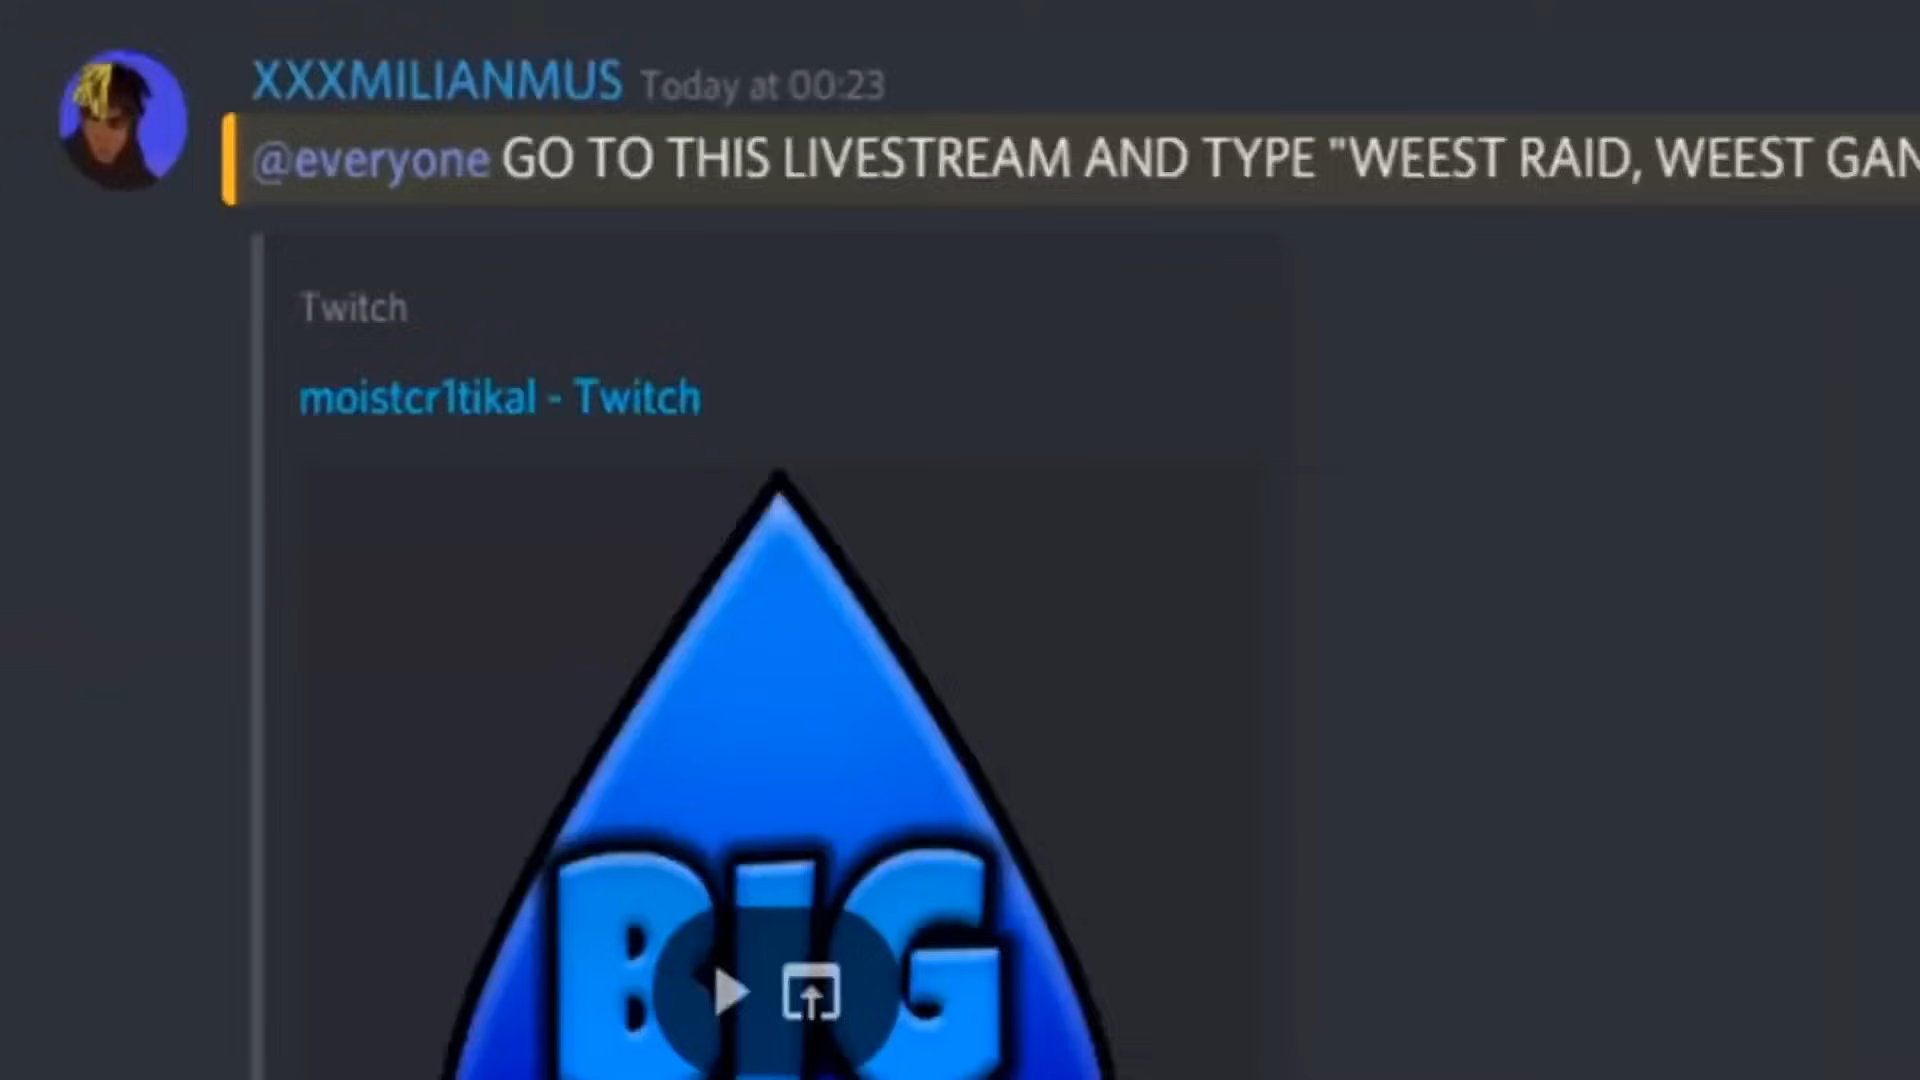 XXXMILIANMUS Today at 00:23
@everyone GO TO THIS LIVESTREAM AND TYPE "WEEST RAID, WEEST GAN
Twitch
moistcr1tikal - Twitch
BIG